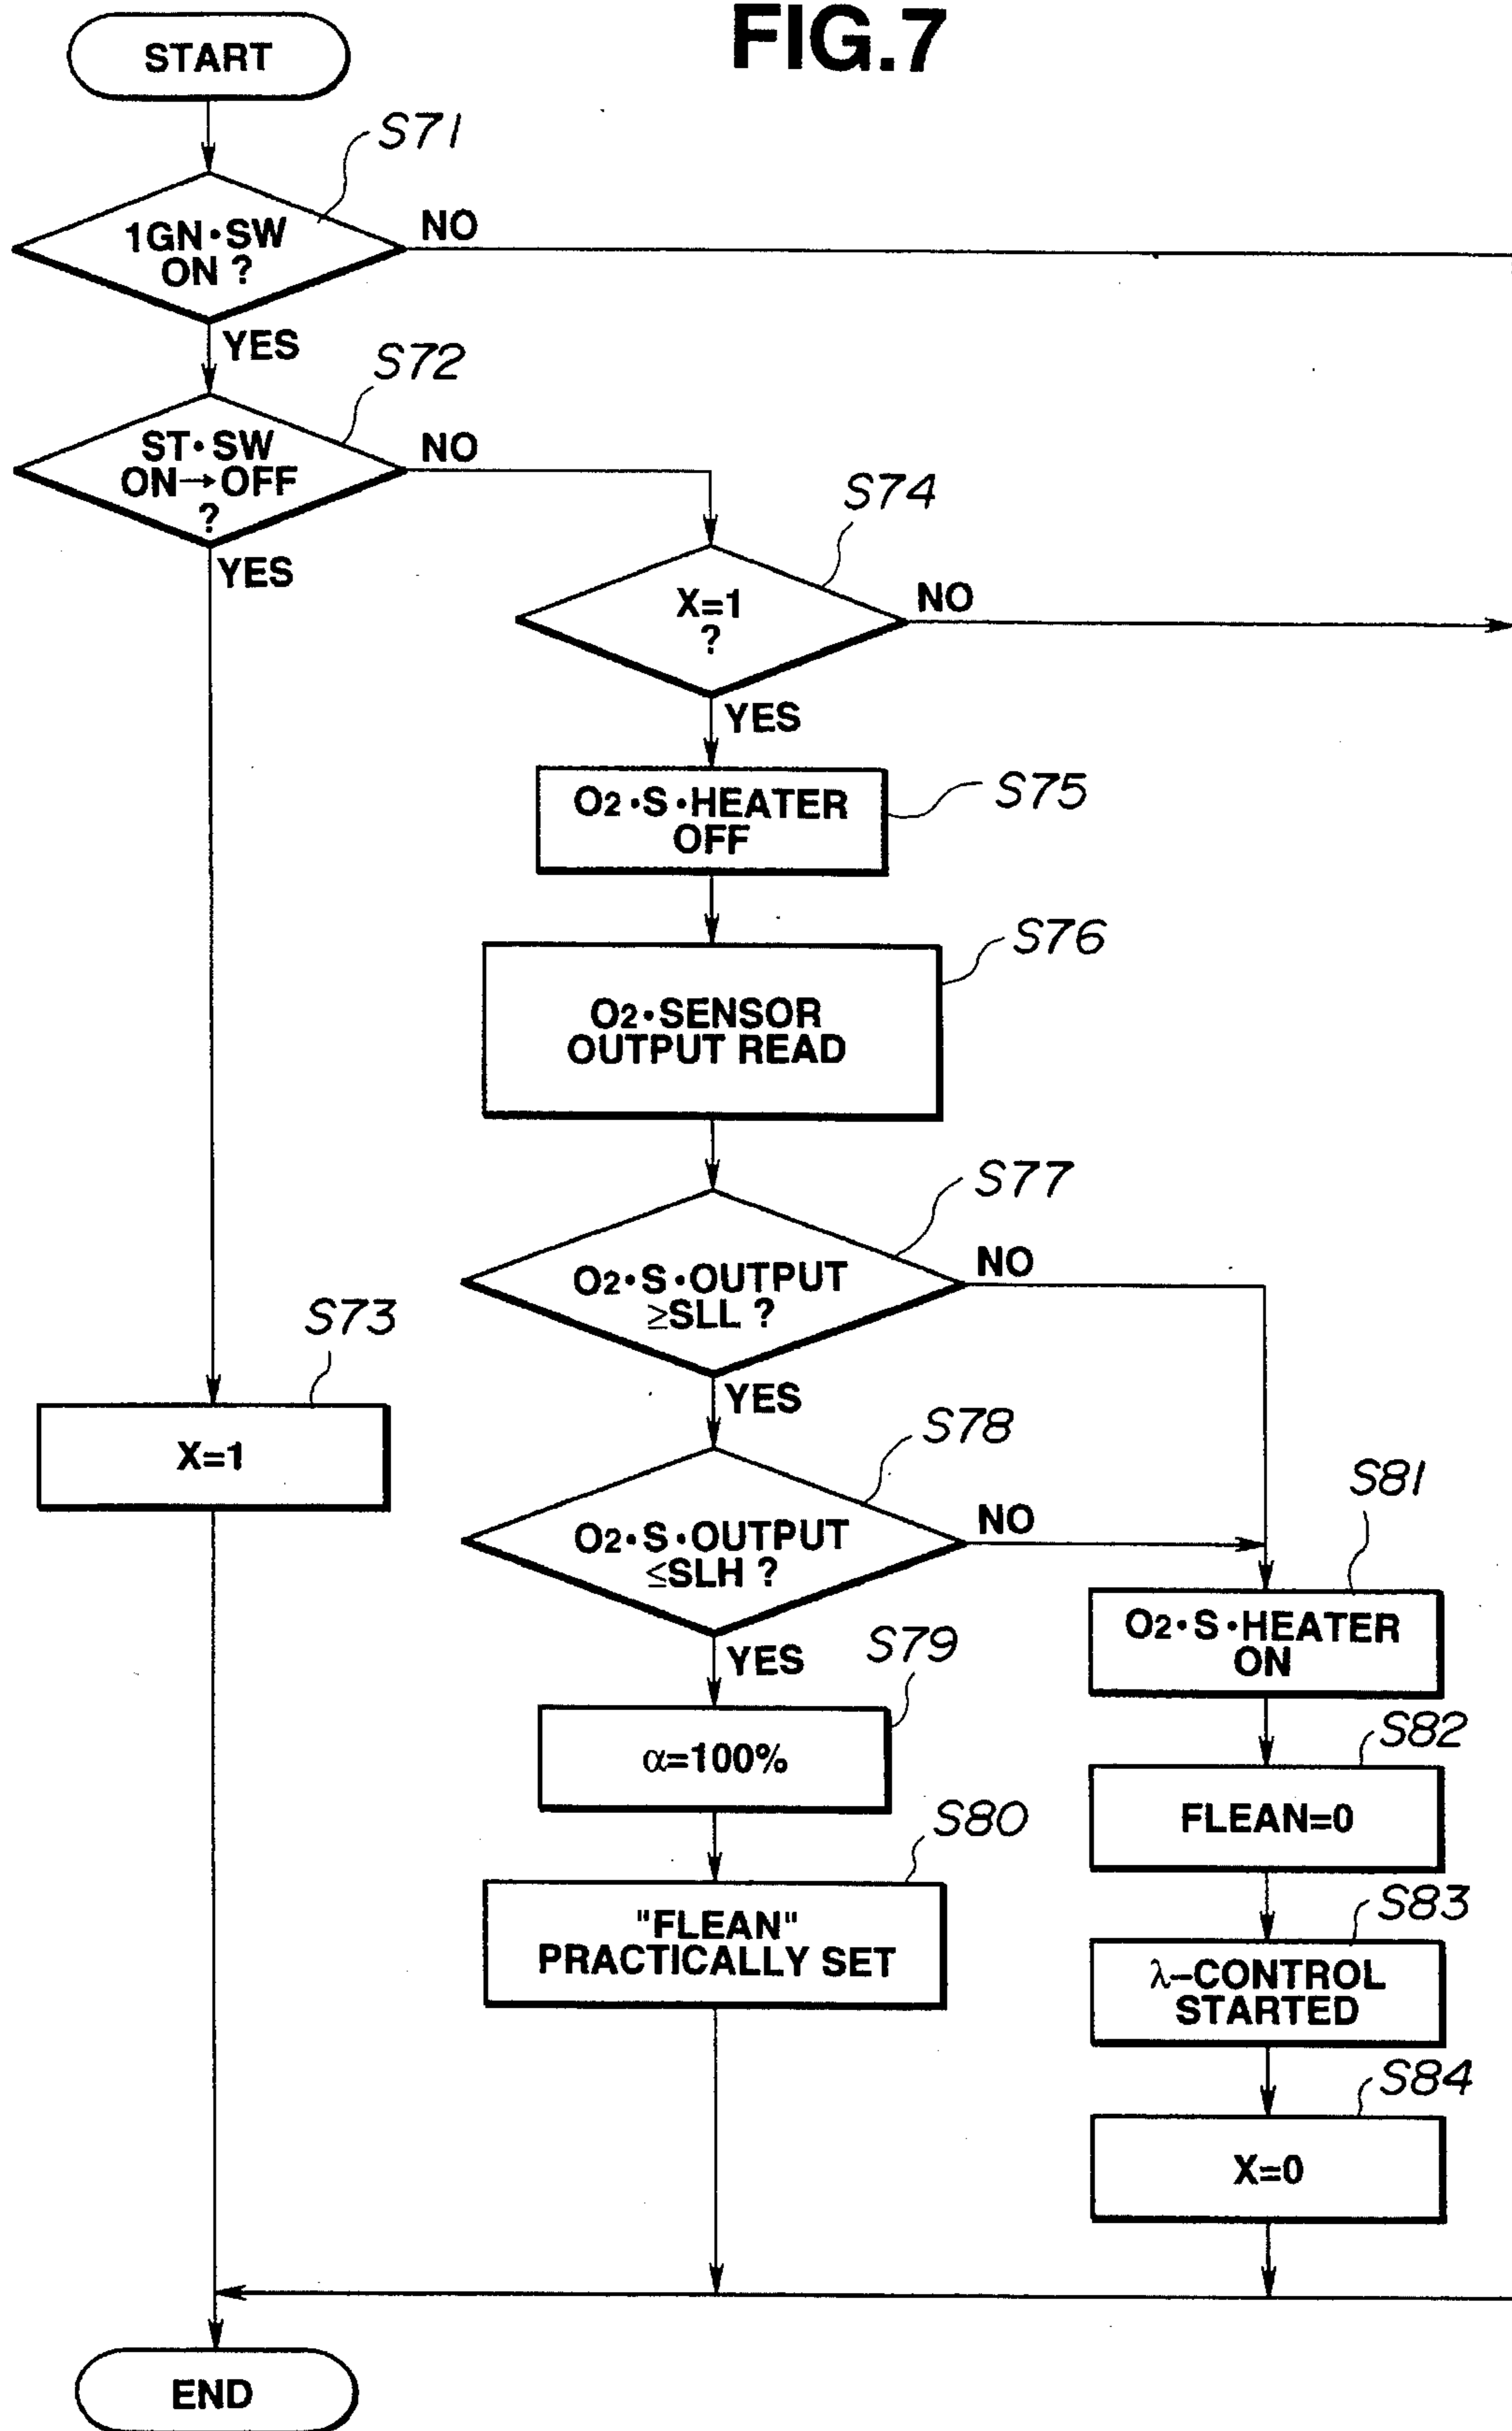 FIG.7
START
S71
1GN·SW
ON ?
NO
YES
S72
ST·SW
ON→OFF
?
NO
YES
S74
X=1
?
NO
YES
S75
O2·S·HEATER
OFF
S76
O2·SENSOR
OUTPUT READ
S77
O2·S·OUTPUT
≥SLL ?
NO
YES
S73
X=1
S78
O2·S·OUTPUT
≤SLH ?
NO
YES
S81
O2·S·HEATER
ON
S79
α=100%
S82
FLEAN=0
S80
"FLEAN"
PRACTICALLY SET
S83
λ-CONTROL
STARTED
S84
X=0
END